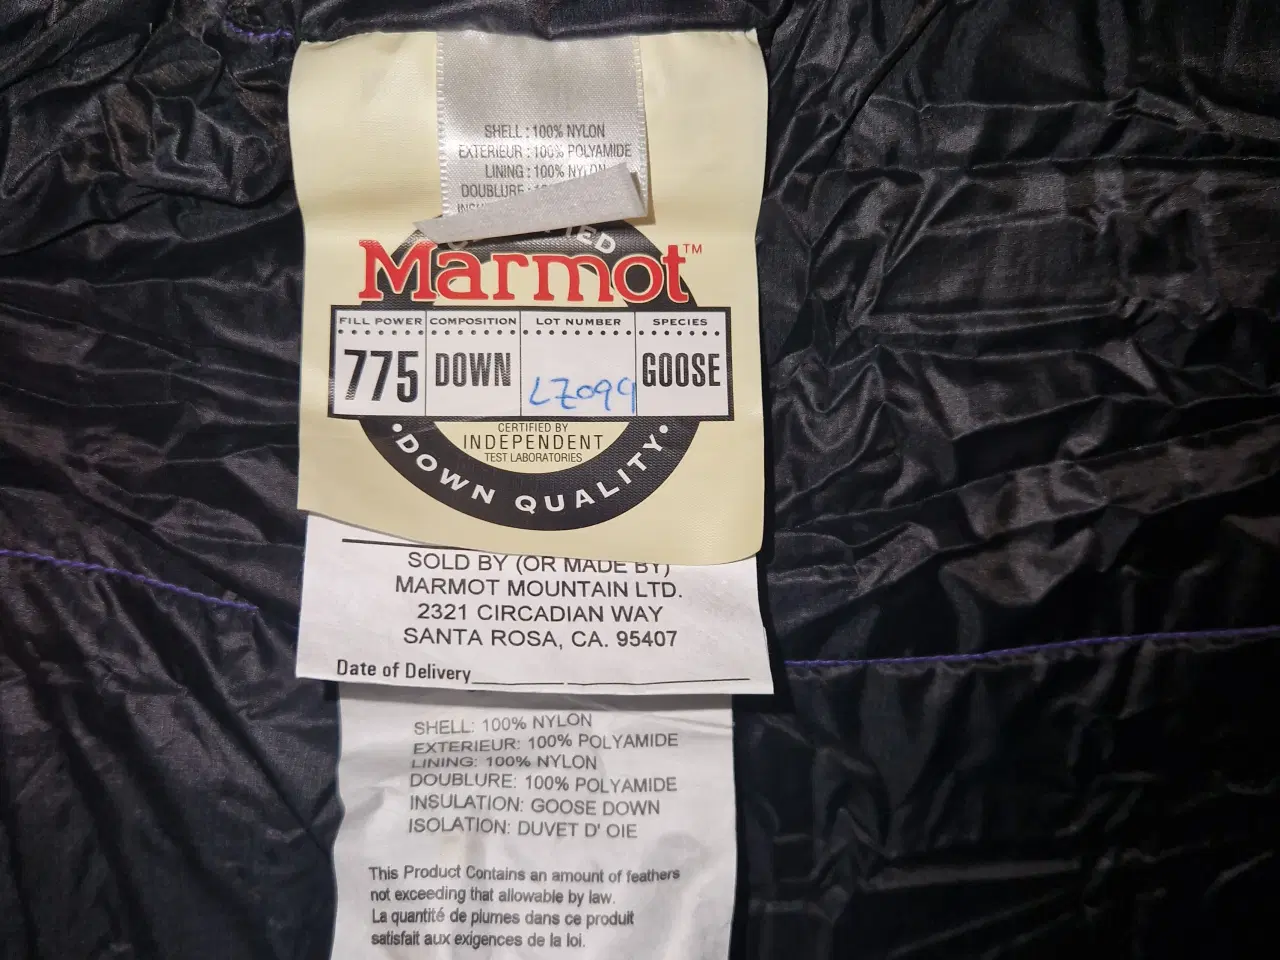 SHELL : 100% NYLON
EXTERIEUR : 100% POLYAMIDE
LINING : 100% NYLON
DOUBLURE :
Marmot™
FILL POWER COMPOSITION LOT NUMBER SPECIES
775 DOWN LZ099 GOOSE
CERTIFIED BY
INDEPENDENT
TEST LABORATORIES
• DOWN QUALITY •
SOLD BY (OR MADE BY)
MARMOT MOUNTAIN LTD.
2321 CIRCADIAN WAY
SANTA ROSA, CA. 95407
Date of Delivery
SHELL: 100% NYLON
EXTERIEUR: 100% POLYAMIDE
LINING: 100% NYLON
DOUBLURE: 100% POLYAMIDE
INSULATION: GOOSE DOWN
ISOLATION: DUVET D' OIE
This Product Contains an amount of feathers
not exceeding that allowable by law.
La quantité de plumes dans ce produit
satisfait aux exigences de la loi.